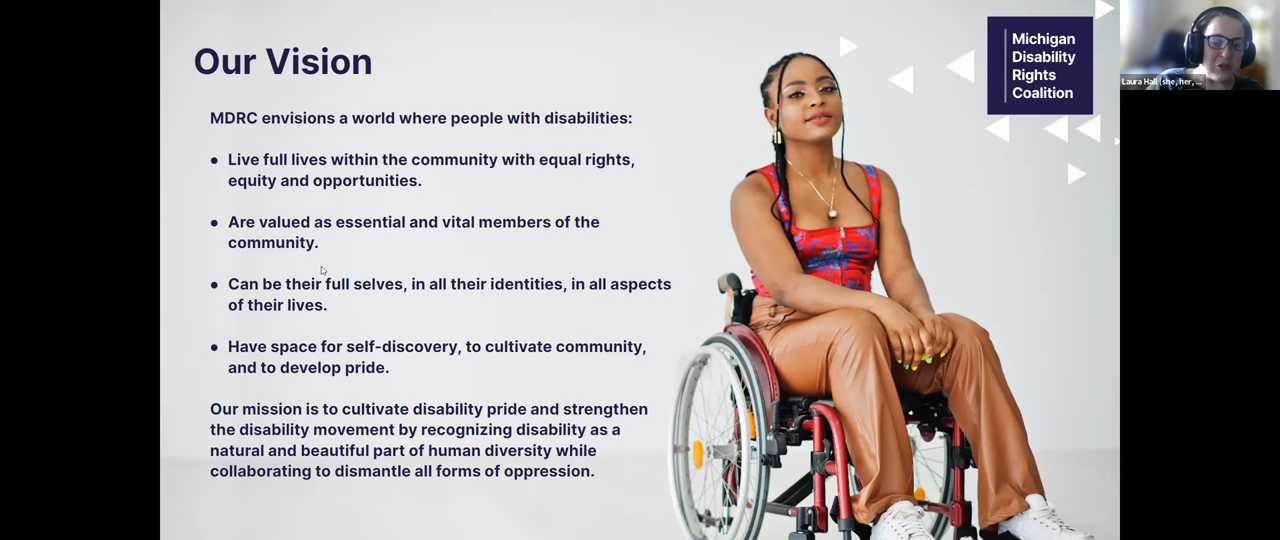 Our Vision
MDRC envisions a world where people with disabilities:
● Live full lives within the community with equal rights,
equity and opportunities.
● Are valued as essential and vital members of the
community.
● Can be their full selves, in all their identities, in all aspects
of their lives.
● Have space for self-discovery, to cultivate community,
and to develop pride.
Our mission is to cultivate disability pride and strengthen
the disability movement by recognizing disability as a
natural and beautiful part of human diversity while
collaborating to dismantle all forms of oppression.
Michigan
Disability
Rights
Coalition
Laura Hall (she, her, ...